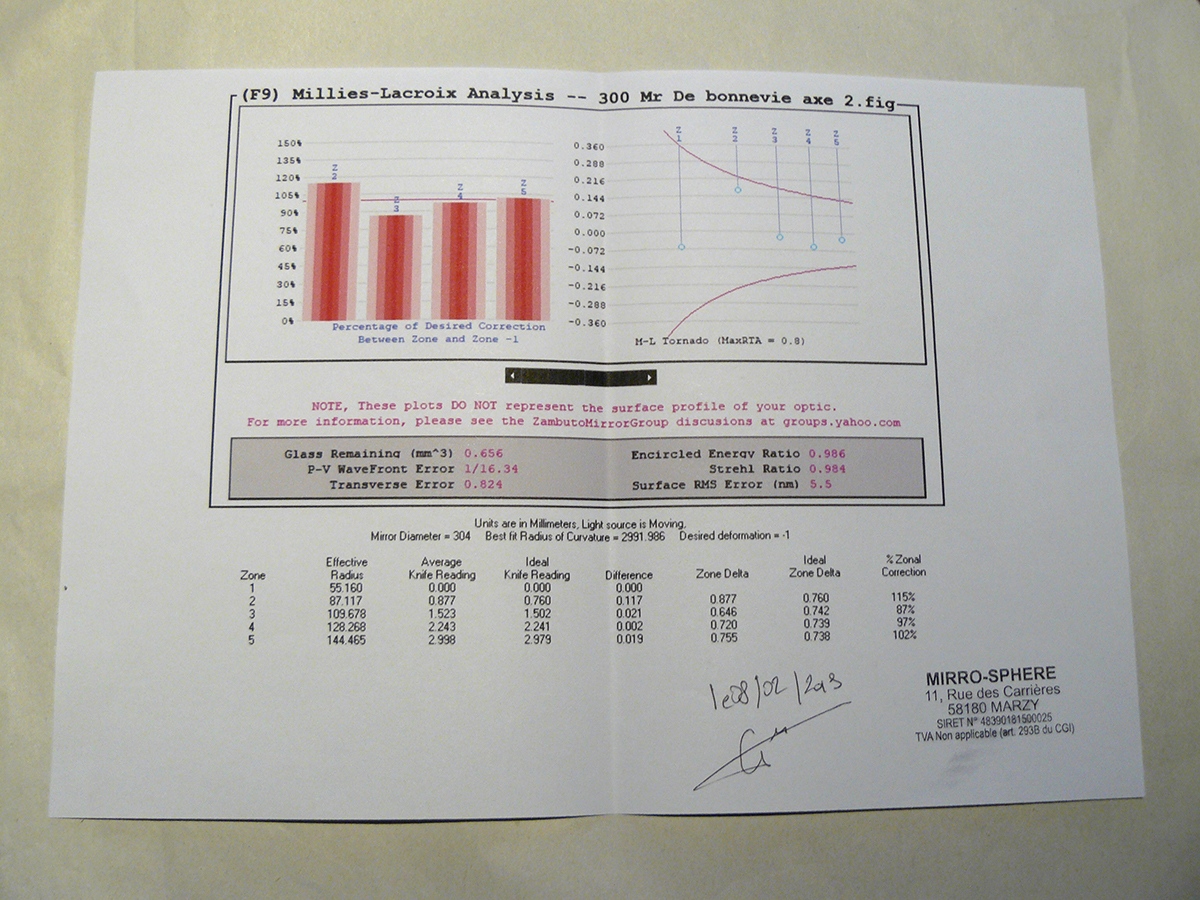 (F9) Millies-Lacroix Analysis -- 300 Mr De bonnevie axe 2.fig
150%
135%
120%
105%
90%
75%
60%
45%
30%
15%
0%
Z 2
Z 3
Z 4
Z 5
Percentage of Desired Correction
Between Zone and Zone -1
0.360
0.288
0.216
0.144
0.072
0.000
-0.072
-0.144
-0.216
-0.288
-0.360
Z 1
Z 2
Z 3
Z 4
Z 5
M-L Tornado (MaxRTA = 0.8)
NOTE, These plots DO NOT represent the surface profile of your optic.
For more information, please see the ZambutoMirrorGroup discusions at groups.yahoo.com
Glass Remaining (mm^3) 0.656
P-V WaveFront Error 1/16.34
Transverse Error 0.824
Encircled Energy Ratio 0.986
Strehl Ratio 0.984
Surface RMS Error (nm) 5.5
Units are in Millimeters, Light source is Moving.
Mirror Diameter = 304 Best fit Radius of Curvature = 2991.986 Desired deformation = -1
Zone Effective Radius Average Knife Reading Ideal Knife Reading Difference Zone Delta Ideal Zone Delta % Zonal Correction
1 55.160 0.000 0.000 0.000
2 87.117 0.877 0.760 0.117 0.877 0.760 115%
3 109.678 1.523 1.502 0.021 0.646 0.742 87%
4 128.268 2.243 2.241 0.002 0.720 0.739 97%
5 144.465 2.998 2.979 0.019 0.755 0.738 102%
le 08/02/2013
MIRRO-SPHERE
11, Rue des Carrières
58180 MARZY
SIRET N° 48390181500025
TVA Non applicable (art. 293B du CGI)